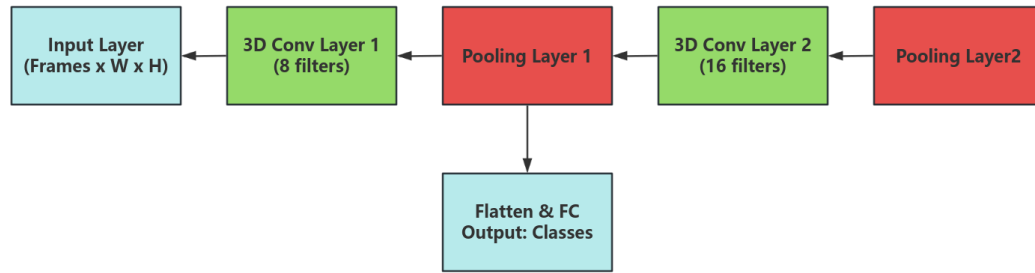 Input Layer
(Frames x W x H)
3D Conv Layer 1
(8 filters)
Pooling Layer 1
3D Conv Layer 2
(16 filters)
Pooling Layer2
Flatten & FC
Output: Classes